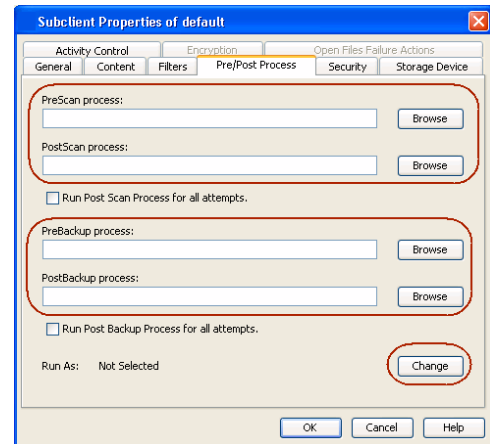 Subclient Properties of default
Activity Control Encryption Open Files Failure Actions
General Content Filters Pre/Post Process Security Storage Device
PreScan process:
Browse
PostScan process:
Browse
Run Post Scan Process for all attempts.
PreBackup process:
Browse
PostBackup process:
Browse
Run Post Backup Process for all attempts.
Run As: Not Selected Change
OK Cancel Help